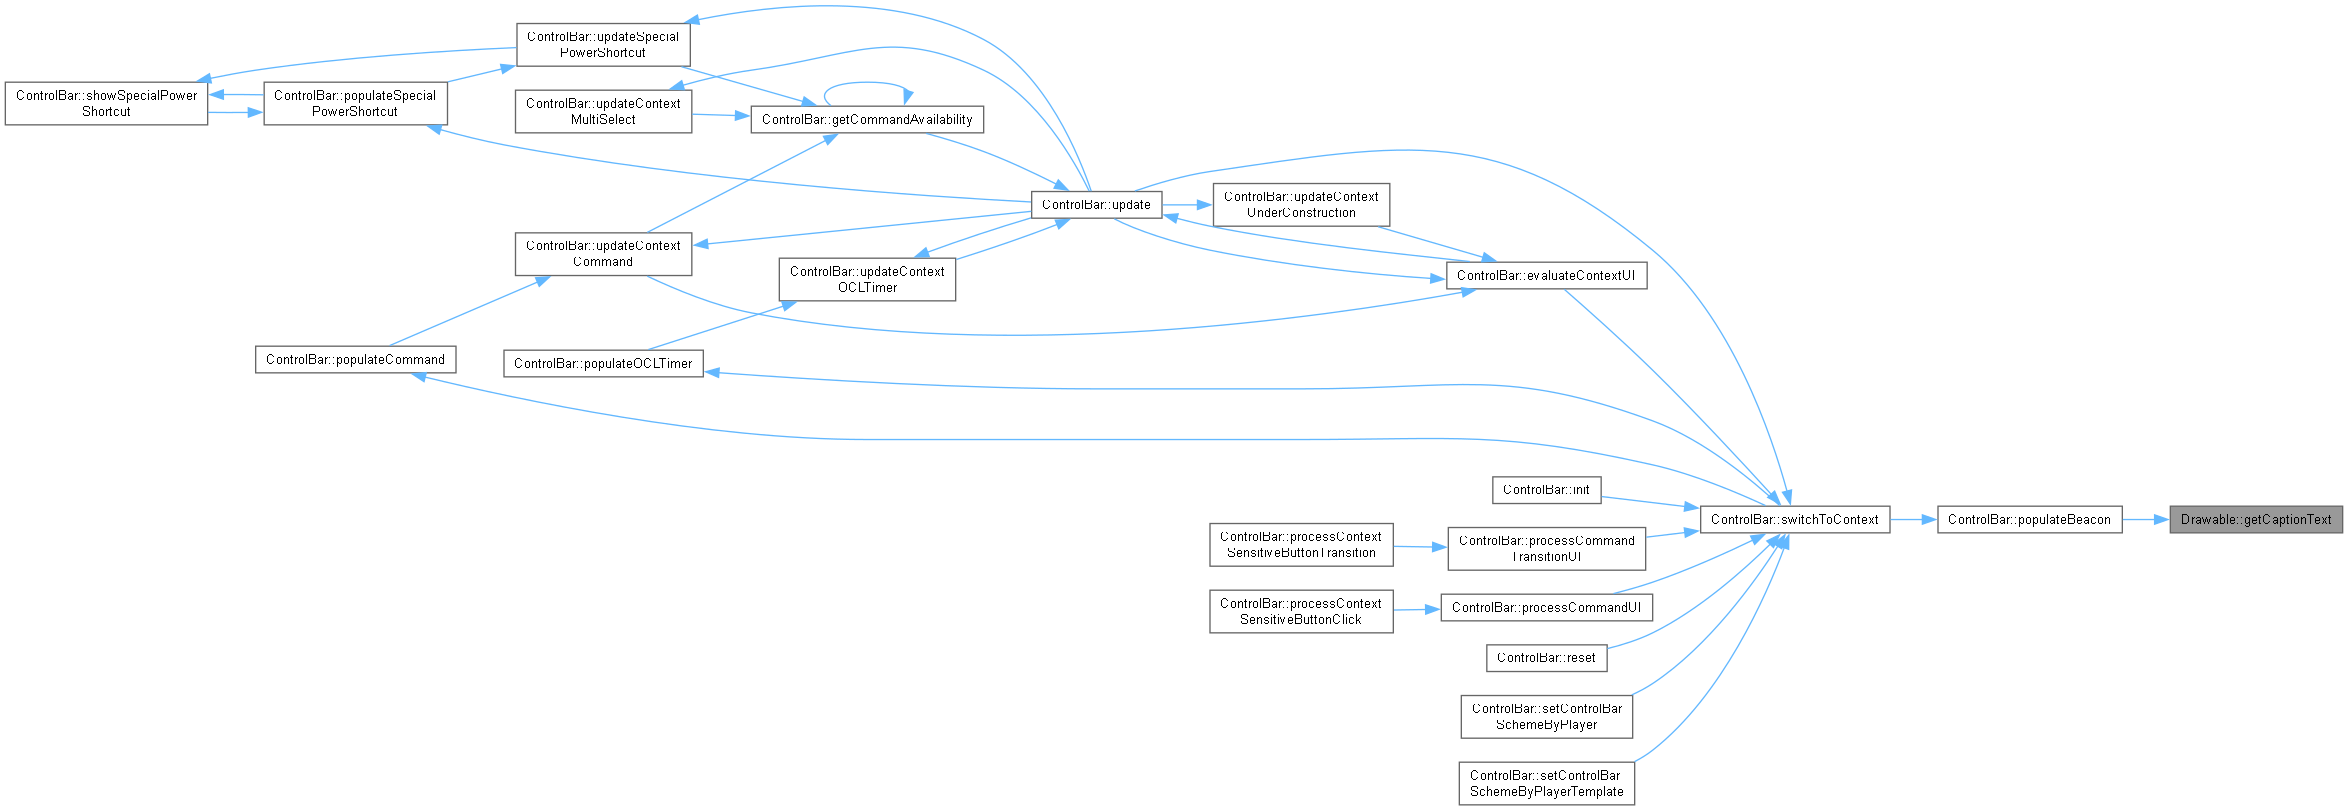 ControlBar::updateSpecial
PowerShortcut
ControlBar::showSpecialPower
Shortcut
ControlBar::populateSpecial
PowerShortcut
ControlBar::updateContext
MultiSelect
ControlBar::getCommandAvailability
ControlBar::update
ControlBar::updateContext
UnderConstruction
ControlBar::updateContext
Command
ControlBar::updateContext
OCLTimer
ControlBar::evaluateContextUI
ControlBar::populateCommand
ControlBar::populateOCLTimer
ControlBar::init
ControlBar::switchToContext
ControlBar::populateBeacon
Drawable::getCaptionText
ControlBar::processContext
SensitiveButtonTransition
ControlBar::processCommand
TransitionUI
ControlBar::processContext
SensitiveButtonClick
ControlBar::processCommandUI
ControlBar::reset
ControlBar::setControlBar
SchemeByPlayer
ControlBar::setControlBar
SchemeByPlayerTemplate